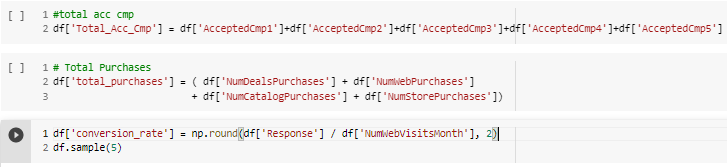 [ ] 1 #total acc cmp
2 df['Total_Acc_Cmp'] = df['AcceptedCmp1']+df['AcceptedCmp2']+df['AcceptedCmp3']+df['AcceptedCmp4']+df['AcceptedCmp5']
[ ] 1 # Total Purchases
2 df['total_purchases'] = ( df['NumDealsPurchases'] + df['NumWebPurchases']
3 + df['NumCatalogPurchases'] + df['NumStorePurchases'])
1 df['conversion_rate'] = np.round(df['Response'] / df['NumWebVisitsMonth'], 2)
2 df.sample(5)